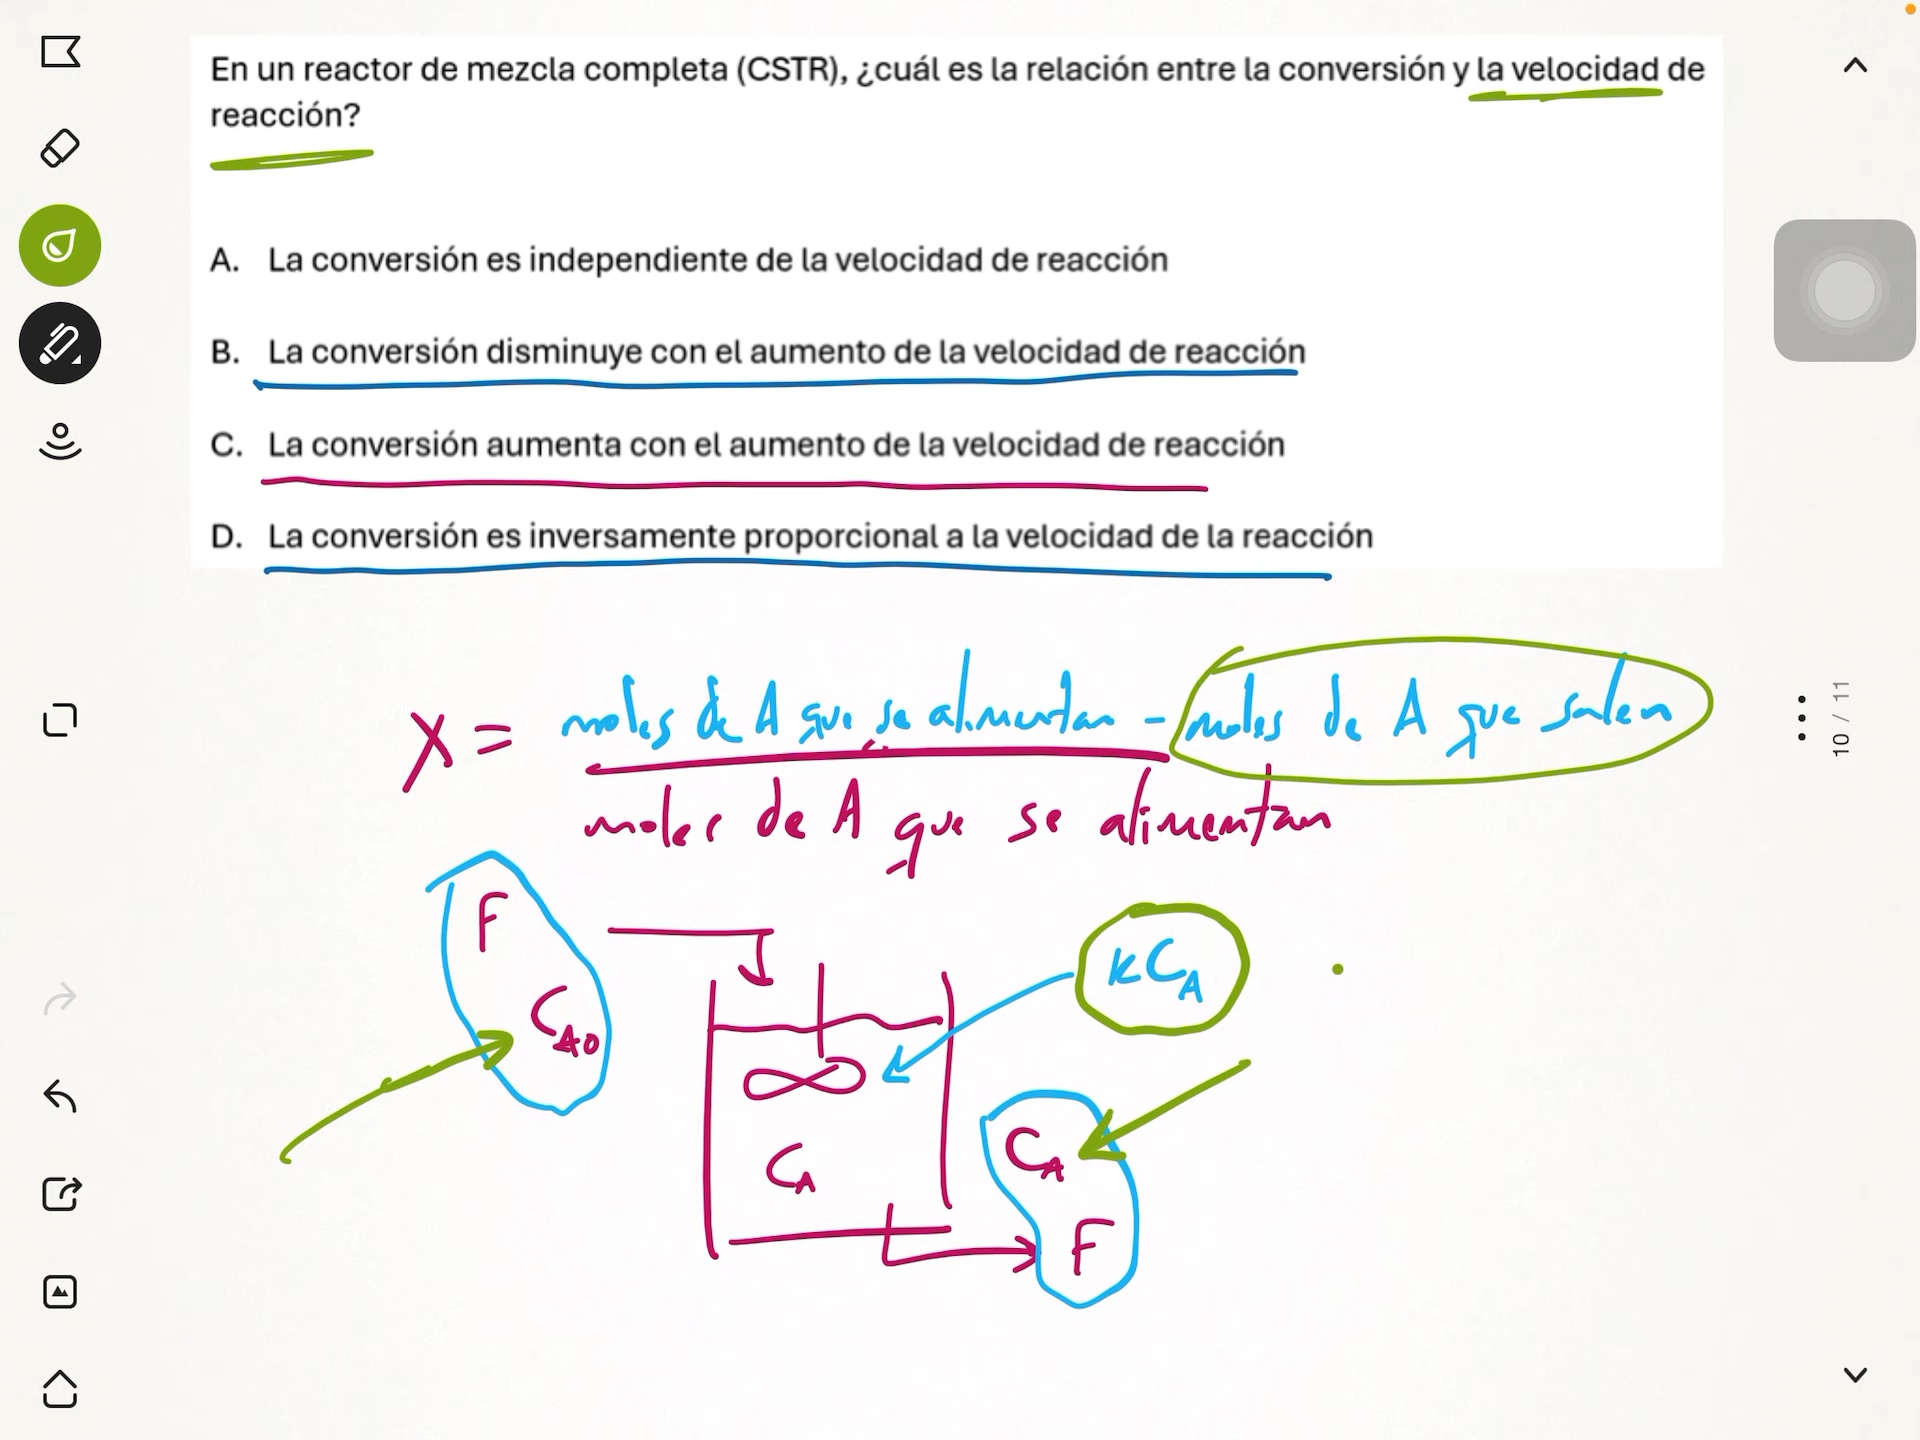 En un reactor de mezcla completa (CSTR), ¿cuál es la relación entre la conversión y la velocidad de
reacción?
A. La conversión es independiente de la velocidad de reacción
B. La conversión disminuye con el aumento de la velocidad de reacción
C. La conversión aumenta con el aumento de la velocidad de reacción
D. La conversión es inversamente proporcional a la velocidad de la reacción
X = moles de A que se alimentan - moles de A que salen
moles de A que se alimentan
10 / 11
F
kCA
CAO
CA
CA
F